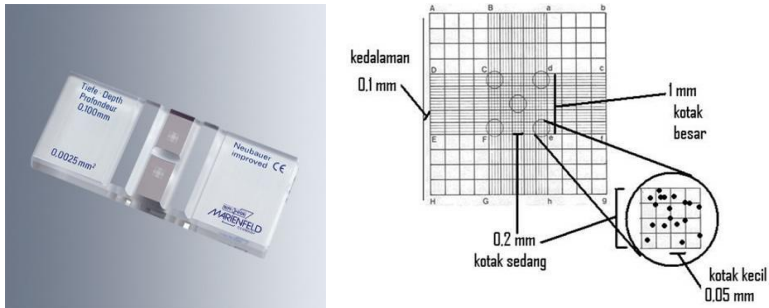 Tiefe · Depth
Profondeur
0.100mm
0.0025mm²
Neubauer
improved CE
MARIENFELD
kedalaman
0.1 mm
A B a b
D C d c
E F e f
H G h g
1 mm
kotak
besar
0.2 mm
kotak sedang
kotak kecil
0,05 mm